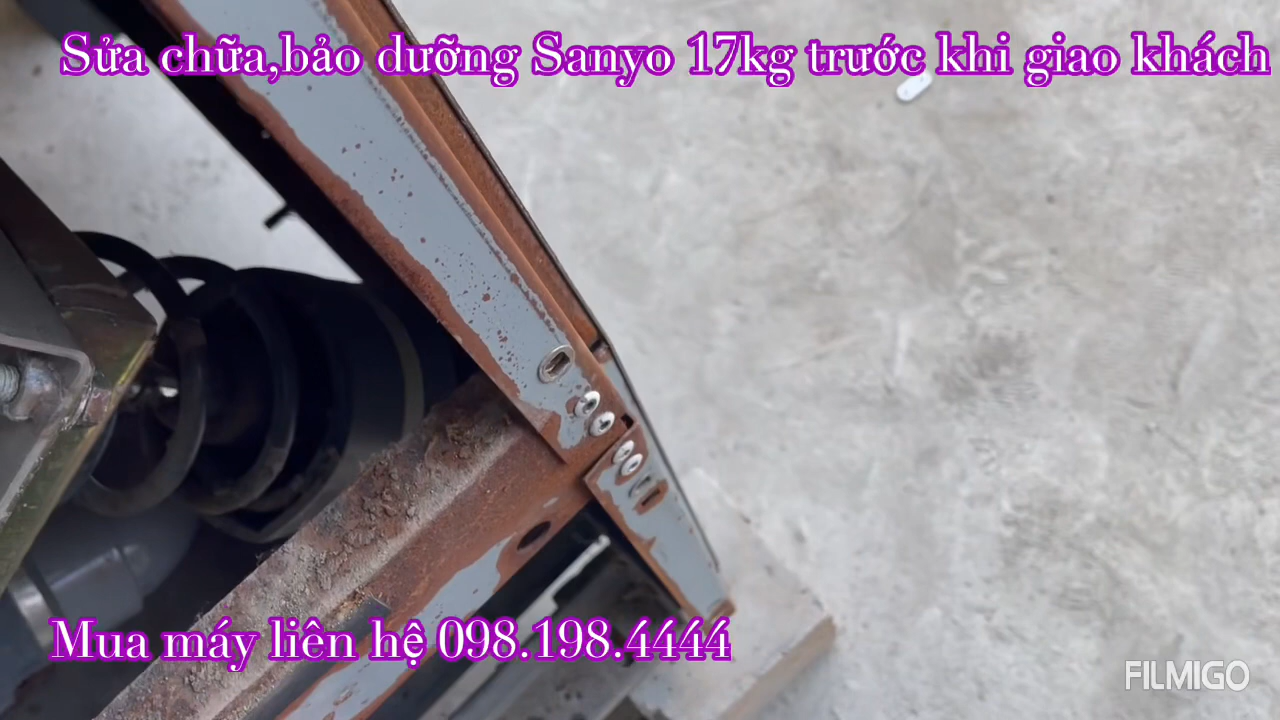 Sửa chữa,bảo dưỡng Sanyo 17kg trước khi giao khách
Mua máy liên hệ 098.198.4444
FILMIGO